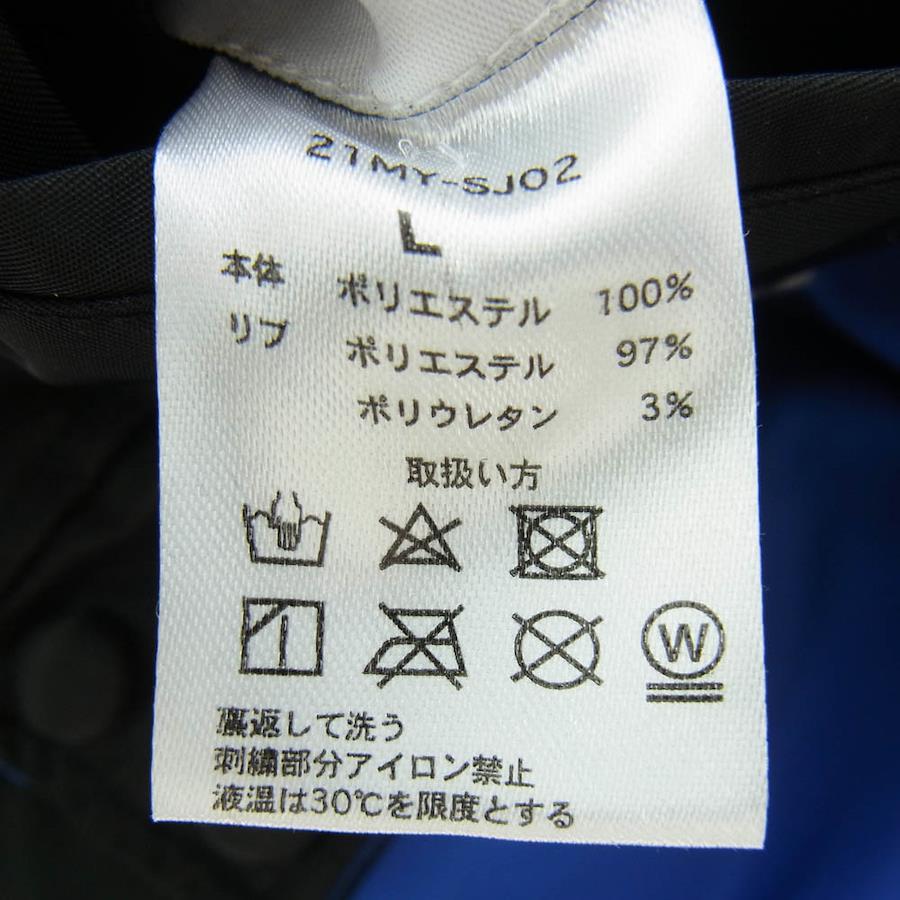 21MY-SJ02
L
本体 ポリエステル 100%
リブ ポリエステル 97%
ポリウレタン 3%
取扱い方
W
裏返して洗う
刺繍部分アイロン禁止
液温は30℃を限度とする